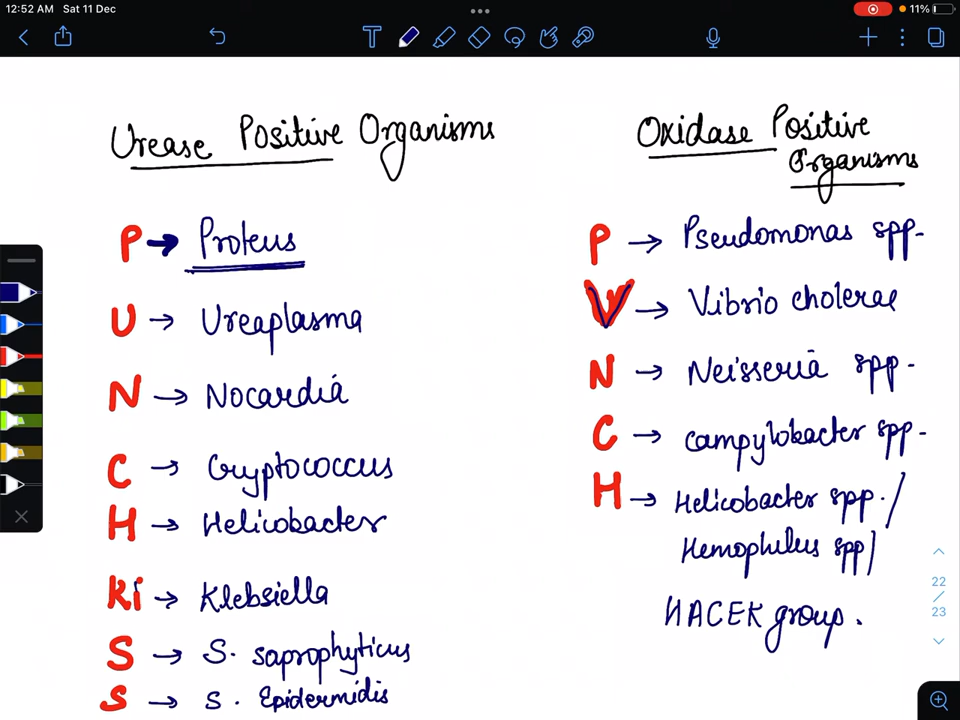 12:52 AM Sat 11 Dec
11%
Urease Positive Organisms
P → Proteus
U → Ureaplasma
N → Nocardia
C → Cryptococcus
H → Helicobacter
Ki → Klebsiella
S → S. saprophyticus
S → S. Epidermidis
Oxidase Positive
Organisms
P → Pseudomonas spp.
V → Vibrio cholerae
N → Neisseria spp.
C → Campylobacter spp.
H → Helicobacter spp. /
Hemophilus spp /
HACEK group.
22
/
23